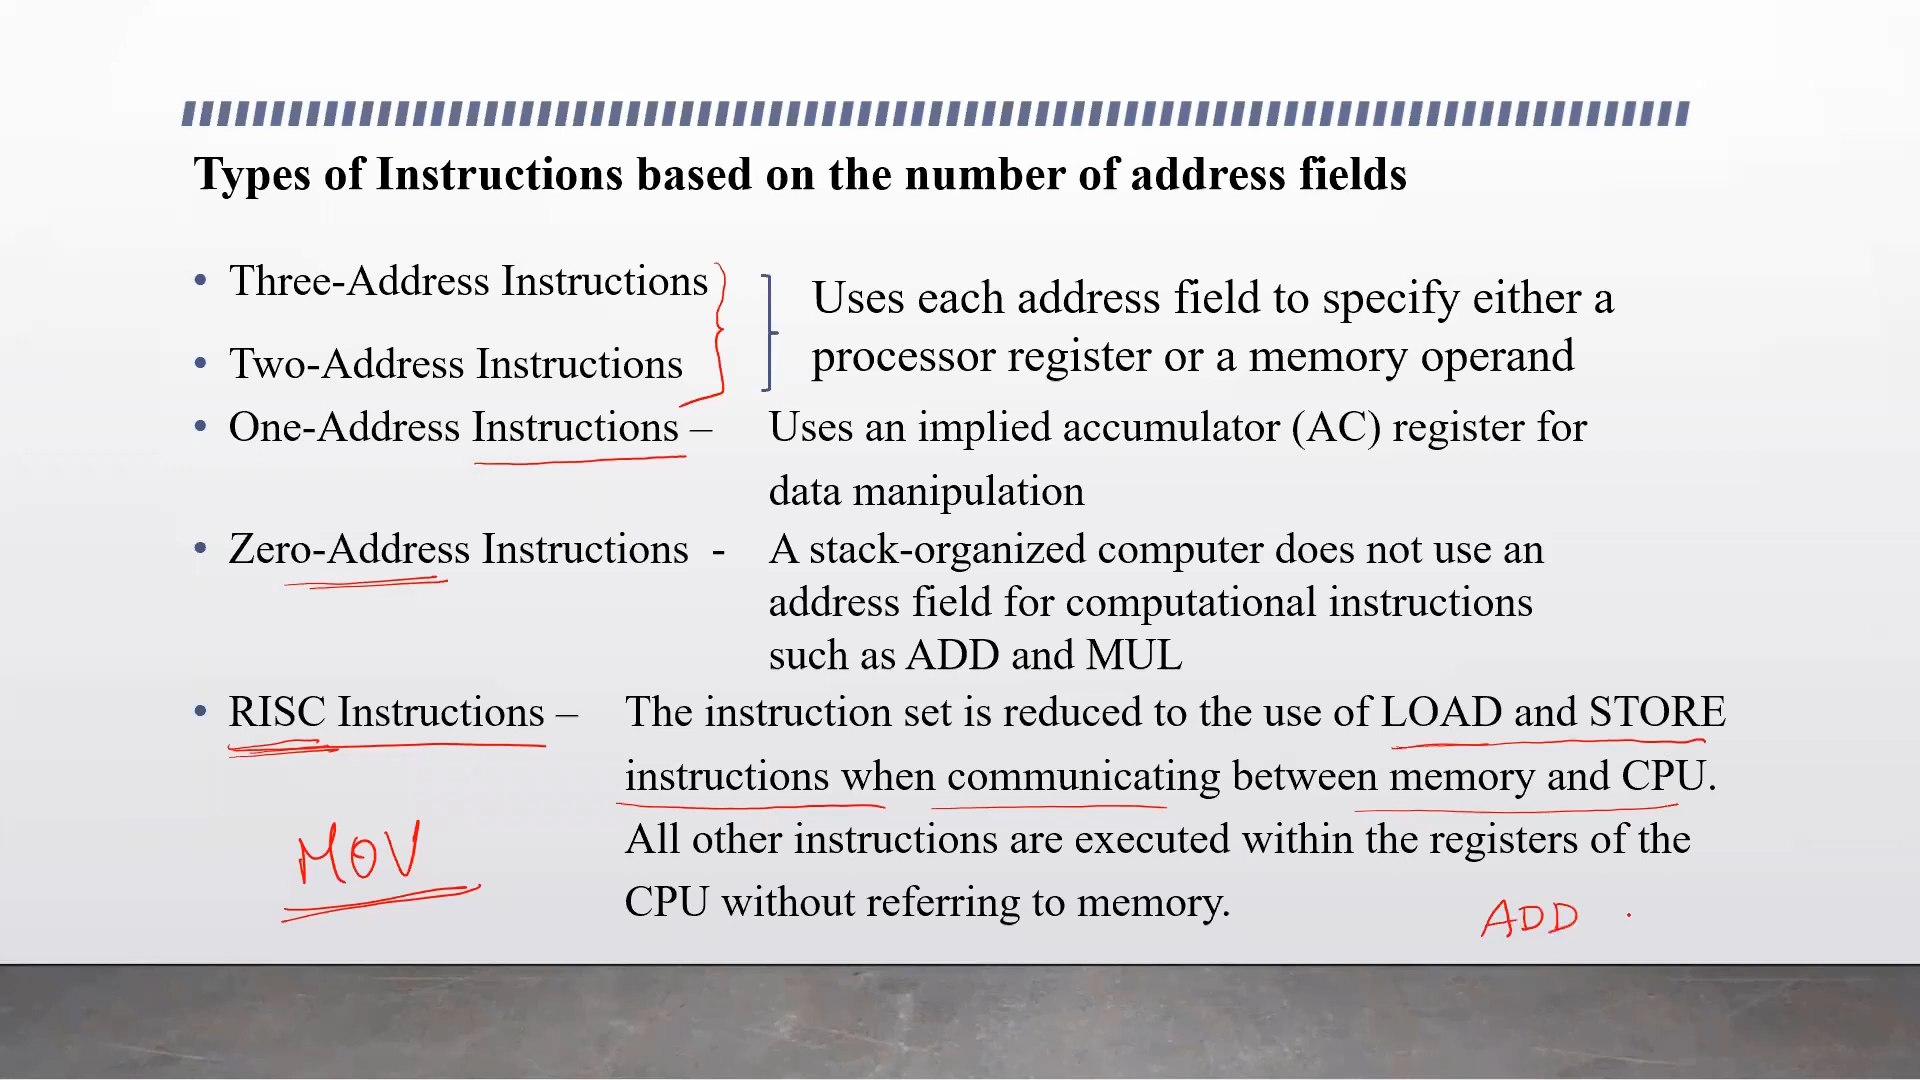 Types of Instructions based on the number of address fields
• Three-Address Instructions
• Two-Address Instructions
Uses each address field to specify either a
processor register or a memory operand
• One-Address Instructions – Uses an implied accumulator (AC) register for
data manipulation
• Zero-Address Instructions - A stack-organized computer does not use an
address field for computational instructions
such as ADD and MUL
• RISC Instructions – The instruction set is reduced to the use of LOAD and STORE
instructions when communicating between memory and CPU.
All other instructions are executed within the registers of the
CPU without referring to memory.
MOV
ADD